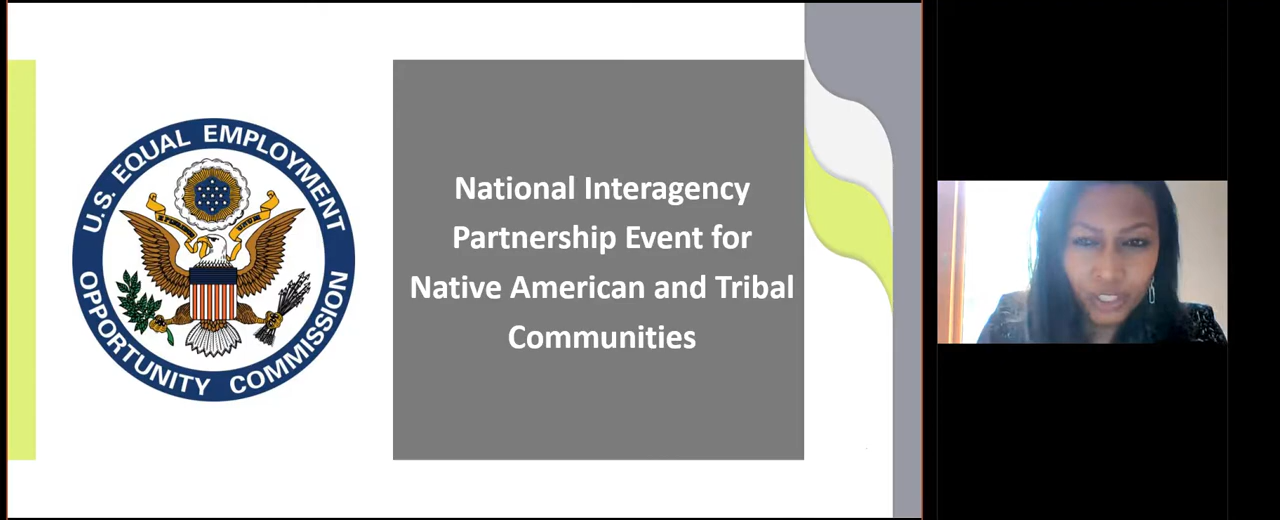 U.S. EQUAL EMPLOYMENT
OPPORTUNITY COMMISSION
National Interagency
Partnership Event for
Native American and Tribal
Communities